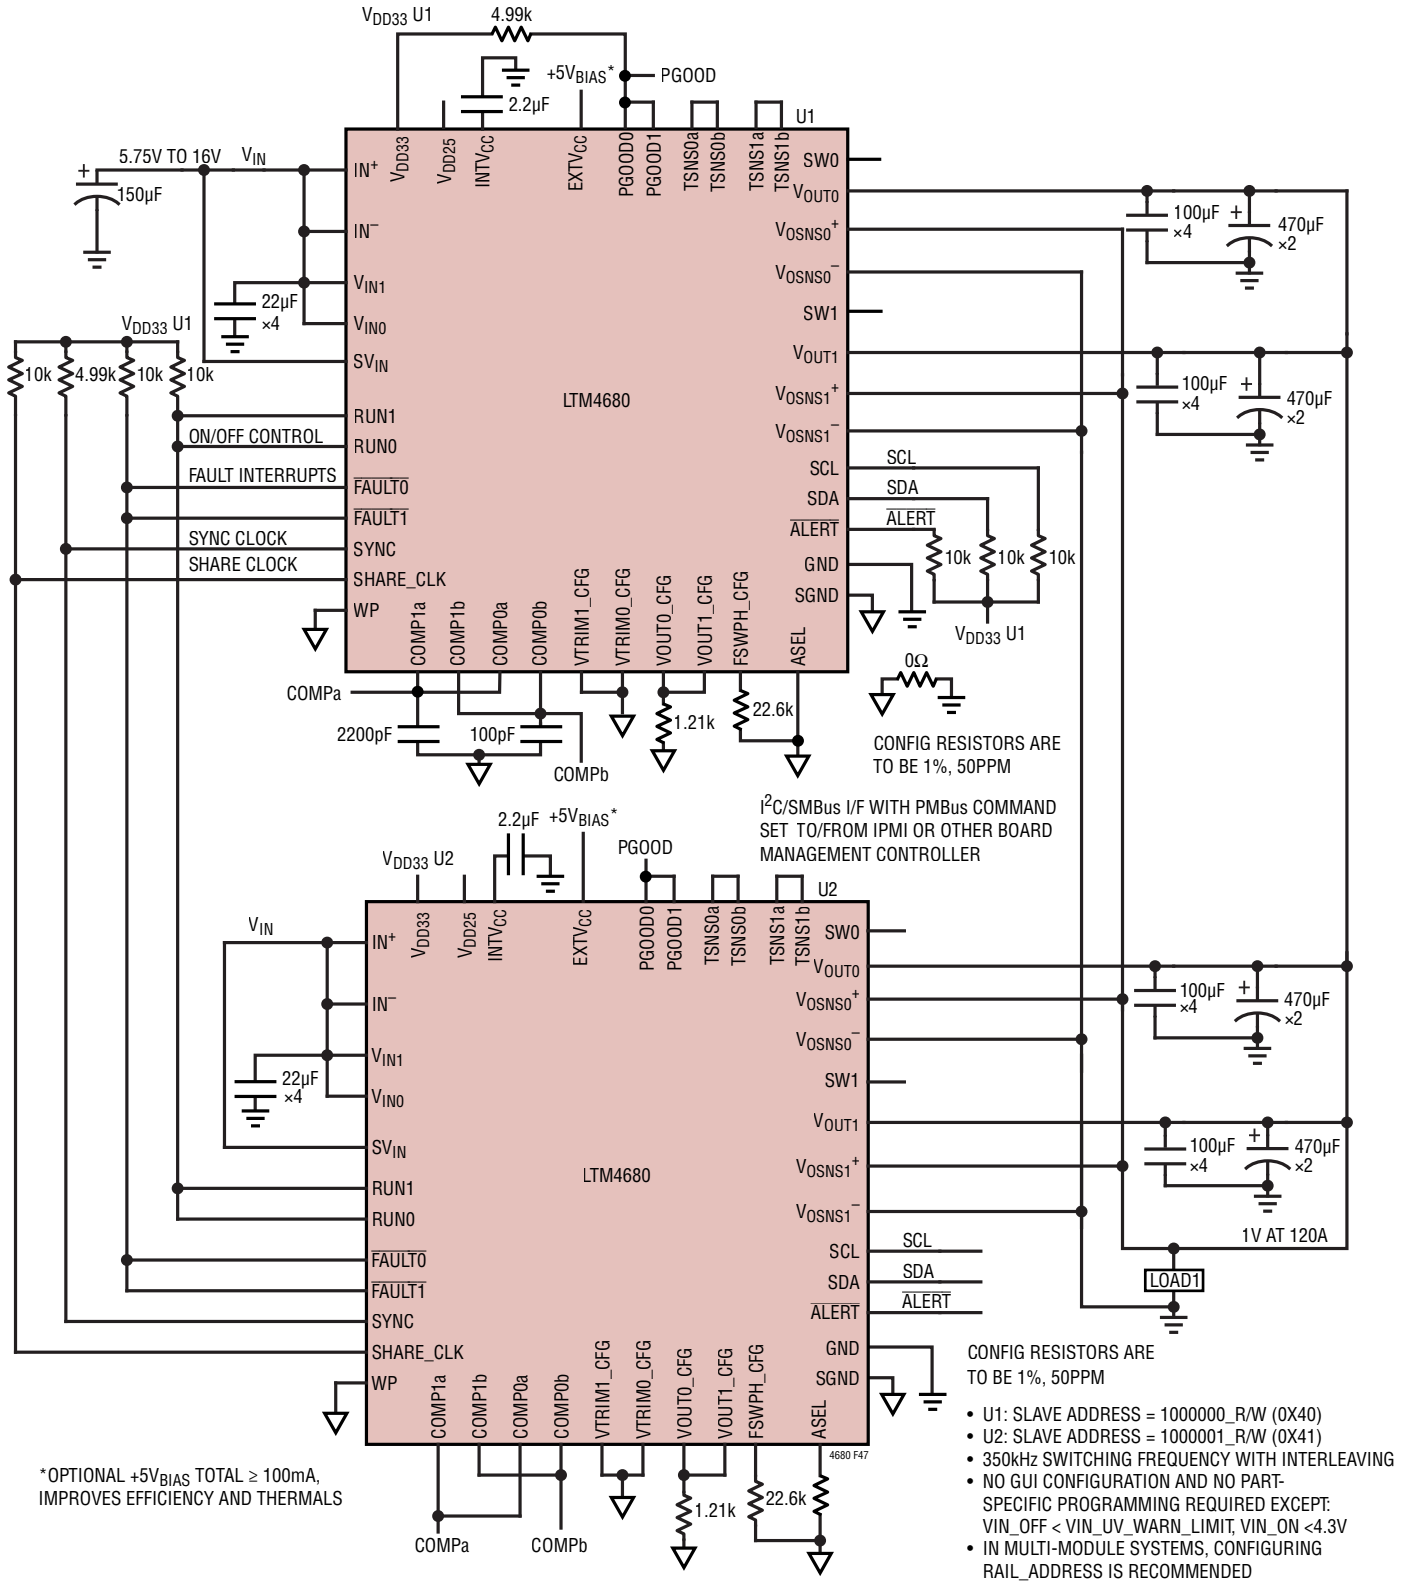 VDD33 U1
4.99k
+5VBIAS*
PGOOD
2.2µF
U1
5.75V TO 16V
VIN
+
150µF
IN+
VDD33
VDD25
INTVCC
EXTVCC
PGOOD0
PGOOD1
TSNS0a
TSNS0b
TSNS1a
TSNS1b
SW0
VOUT0
IN–
VOSNS0+
100µF
×4
+
470µF
×2
VIN1
VOSNS0–
22µF
×4
VIN0
SW1
VDD33 U1
SVIN
VOUT1
10k
4.99k
10k
10k
LTM4680
VOSNS1+
100µF
×4
+
470µF
×2
RUN1
VOSNS1–
ON/OFF CONTROL
RUN0
SCL
SCL
FAULT INTERRUPTS
FAULT0
SDA
SDA
FAULT1
ALERT
ALERT
SYNC CLOCK
SYNC
10k
10k
10k
SHARE CLOCK
GND
SHARE_CLK
SGND
WP
VDD33 U1
COMP1a
COMP1b
COMP0a
COMP0b
VTRIM1_CFG
VTRIM0_CFG
VOUT0_CFG
VOUT1_CFG
FSWPH_CFG
ASEL
0Ω
COMPa
2200pF
100pF
1.21k
22.6k
COMPb
CONFIG RESISTORS ARE
TO BE 1%, 50PPM
I2C/SMBus I/F WITH PMBus COMMAND
SET TO/FROM IPMI OR OTHER BOARD
MANAGEMENT CONTROLLER
2.2µF
+5VBIAS*
PGOOD
VDD33 U2
U2
VIN
IN+
VDD33
VDD25
INTVCC
EXTVCC
PGOOD0
PGOOD1
TSNS0a
TSNS0b
TSNS1a
TSNS1b
SW0
VOUT0
IN–
VOSNS0+
100µF
×4
+
470µF
×2
VOSNS0–
VIN1
22µF
×4
SW1
VIN0
VOUT1
SVIN
100µF
×4
+
470µF
×2
LTM4680
VOSNS1+
RUN1
VOSNS1–
RUN0
1V AT 120A
SCL
SCL
FAULT0
SDA
SDA
LOAD1
FAULT1
ALERT
ALERT
SYNC
GND
SHARE_CLK
SGND
WP
COMP1a
COMP1b
COMP0a
COMP0b
VTRIM1_CFG
VTRIM0_CFG
VOUT0_CFG
VOUT1_CFG
FSWPH_CFG
ASEL
4680 F47
1.21k
22.6k
COMPa
COMPb
*OPTIONAL +5VBIAS TOTAL ≥ 100mA,
IMPROVES EFFICIENCY AND THERMALS
CONFIG RESISTORS ARE
TO BE 1%, 50PPM
• U1: SLAVE ADDRESS = 1000000_R/W (0X40)
• U2: SLAVE ADDRESS = 1000001_R/W (0X41)
• 350kHz SWITCHING FREQUENCY WITH INTERLEAVING
• NO GUI CONFIGURATION AND NO PART-
SPECIFIC PROGRAMMING REQUIRED EXCEPT:
VIN_OFF < VIN_UV_WARN_LIMIT, VIN_ON <4.3V
• IN MULTI-MODULE SYSTEMS, CONFIGURING
RAIL_ADDRESS IS RECOMMENDED